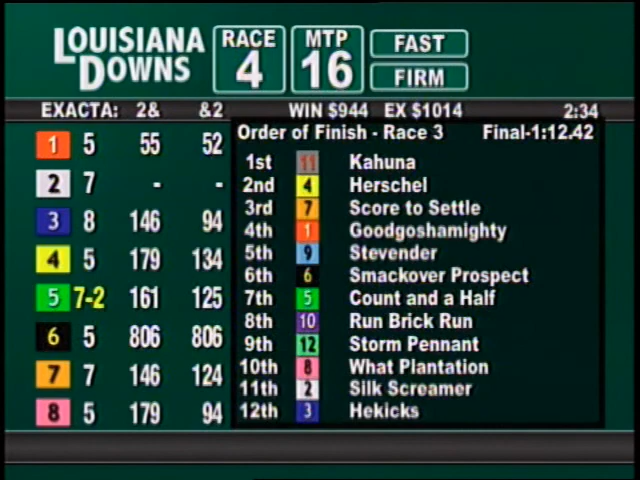 LOUISIANA DOWNS
RACE 4
MTP 16
FAST
FIRM
EXACTA: 2& &2 WIN $944 EX $1014 2:34
1 5 55 52
2 7 - -
3 8 146 94
4 5 179 134
5 7-2 161 125
6 5 806 806
7 7 146 124
8 5 179 94
Order of Finish - Race 3 Final-1:12.42
1st 11 Kahuna
2nd 4 Herschel
3rd 7 Score to Settle
4th 1 Goodgoshamighty
5th 9 Stevender
6th 6 Smackover Prospect
7th 5 Count and a Half
8th 10 Run Brick Run
9th 12 Storm Pennant
10th 8 What Plantation
11th 2 Silk Screamer
12th 3 Hekicks